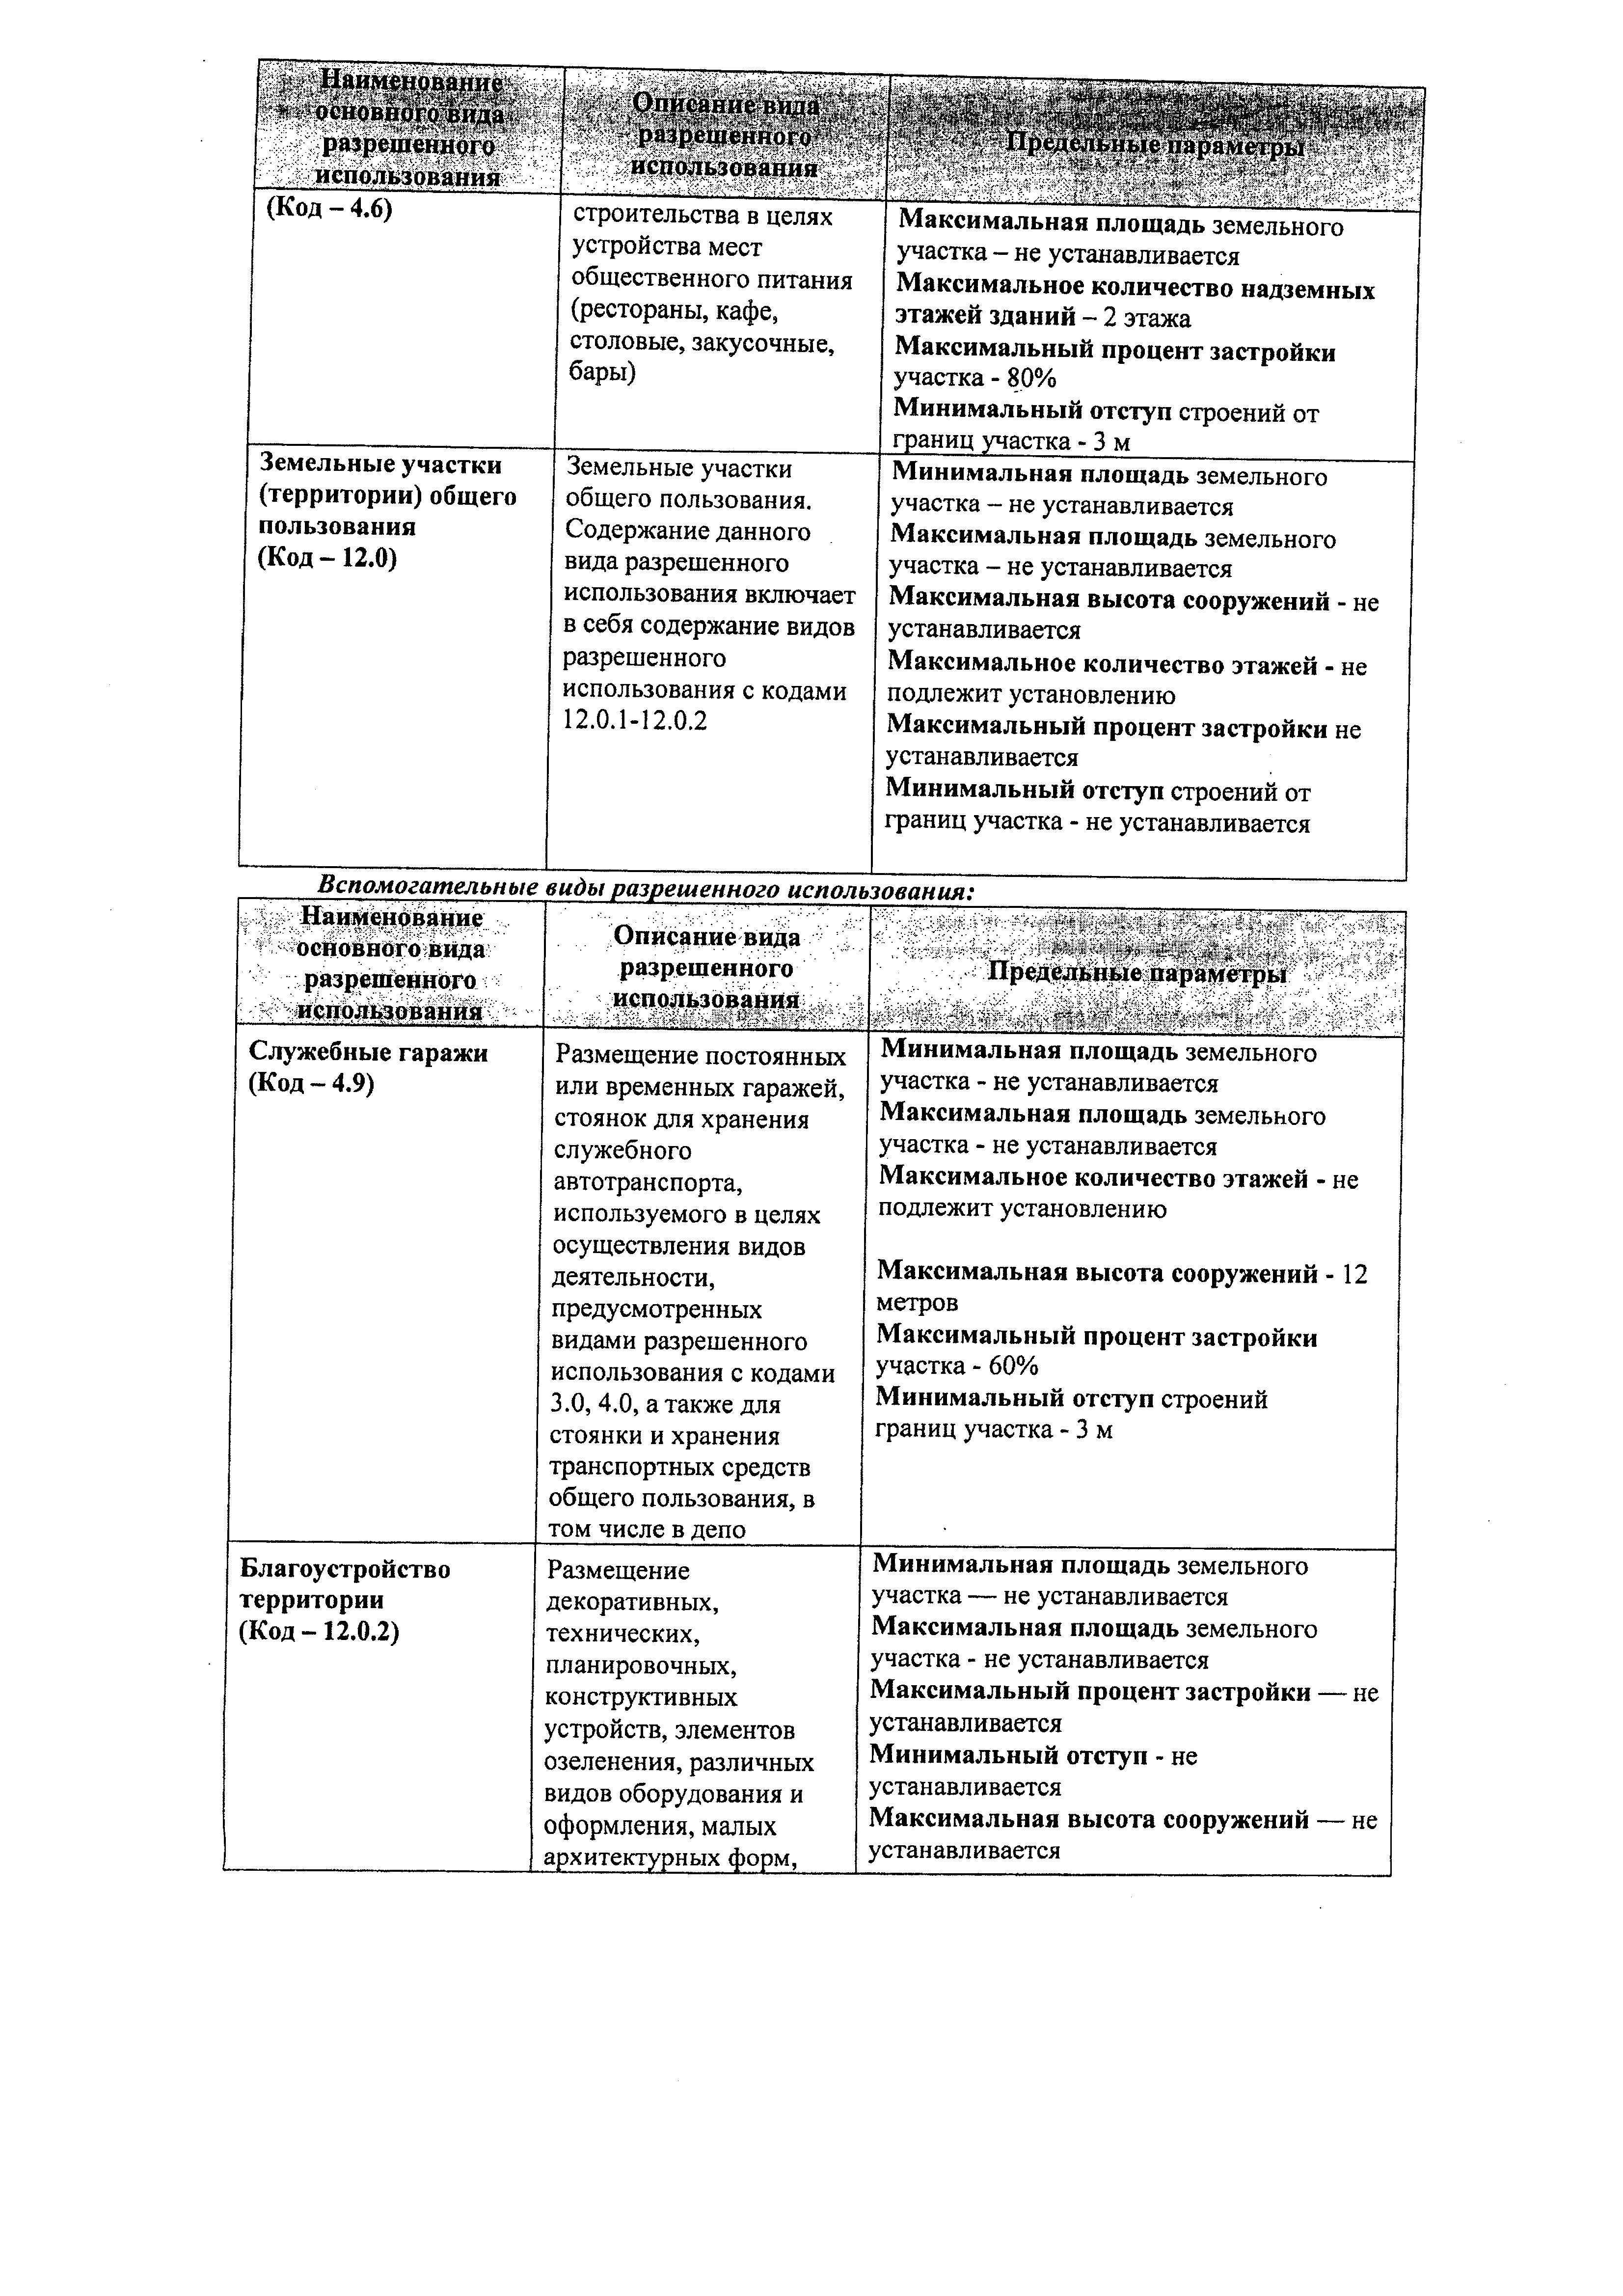 Наименование
основного вида
разрешенного
использования
Описание вида
разрешенного
использования
Предельные параметры
(Код – 4.6)
строительства в целях
устройства мест
общественного питания
(рестораны, кафе,
столовые, закусочные,
бары)
Максимальная площадь земельного
участка – не устанавливается
Максимальное количество надземных
этажей зданий – 2 этажа
Максимальный процент застройки
участка - 80%
Минимальный отступ строений от
границ участка - 3 м
Земельные участки
(территории) общего
пользования
(Код – 12.0)
Земельные участки
общего пользования.
Содержание данного
вида разрешенного
использования включает
в себя содержание видов
разрешенного
использования с кодами
12.0.1-12.0.2
Минимальная площадь земельного
участка – не устанавливается
Максимальная площадь земельного
участка – не устанавливается
Максимальная высота сооружений - не
устанавливается
Максимальное количество этажей - не
подлежит установлению
Максимальный процент застройки не
устанавливается
Минимальный отступ строений от
границ участка - не устанавливается
Вспомогательные виды разрешенного использования:
Наименование
основного вида
разрешенного
использования
Описание вида
разрешенного
использования
Предельные параметры
Служебные гаражи
(Код – 4.9)
Размещение постоянных
или временных гаражей,
стоянок для хранения
служебного
автотранспорта,
используемого в целях
осуществления видов
деятельности,
предусмотренных
видами разрешенного
использования с кодами
3.0, 4.0, а также для
стоянки и хранения
транспортных средств
общего пользования, в
том числе в депо
Минимальная площадь земельного
участка - не устанавливается
Максимальная площадь земельного
участка - не устанавливается
Максимальное количество этажей - не
подлежит установлению
Максимальная высота сооружений - 12
метров
Максимальный процент застройки
участка - 60%
Минимальный отступ строений
границ участка - 3 м
Благоустройство
территории
(Код – 12.0.2)
Размещение
декоративных,
технических,
планировочных,
конструктивных
устройств, элементов
озеленения, различных
видов оборудования и
оформления, малых
архитектурных форм,
Минимальная площадь земельного
участка — не устанавливается
Максимальная площадь земельного
участка - не устанавливается
Максимальный процент застройки — не
устанавливается
Минимальный отступ - не
устанавливается
Максимальная высота сооружений — не
устанавливается